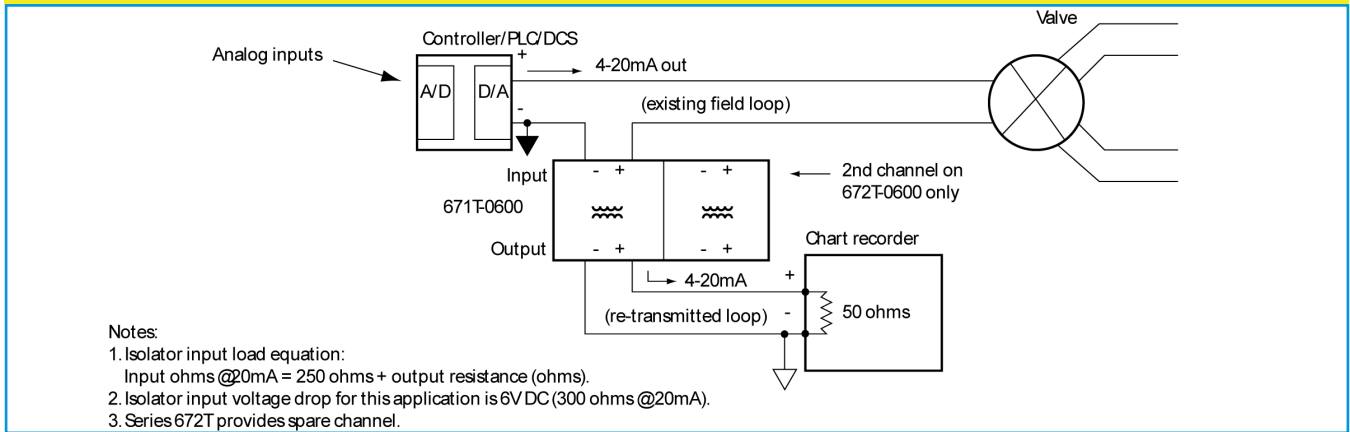 Valve
Controller/PLC/DCS
Analog inputs
+
4-20mA out
A/D
D/A
-
(existing field loop)
Input
- +
- +
2nd channel on
672T-0600 only
671T-0600
Output
- +
- +
Chart recorder
4-20mA
+
50 ohms
(re-transmitted loop)
-
Notes:
1. Isolator input load equation:
Input ohms @20mA = 250 ohms + output resistance (ohms).
2. Isolator input voltage drop for this application is 6V DC (300 ohms @20mA).
3. Series 672T provides spare channel.